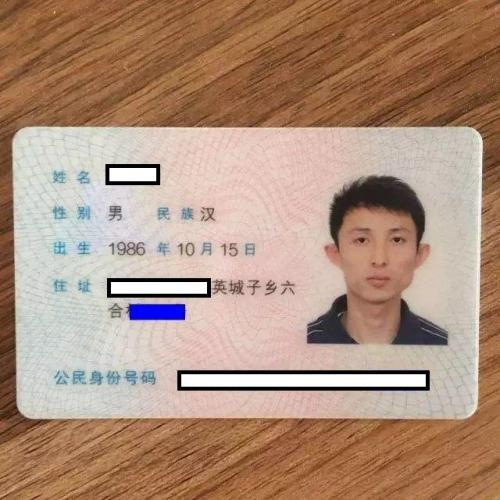 姓名
性别 男 民族 汉
出生 1986 年 10 月 15 日
住址 英城子乡六
合
公民身份号码